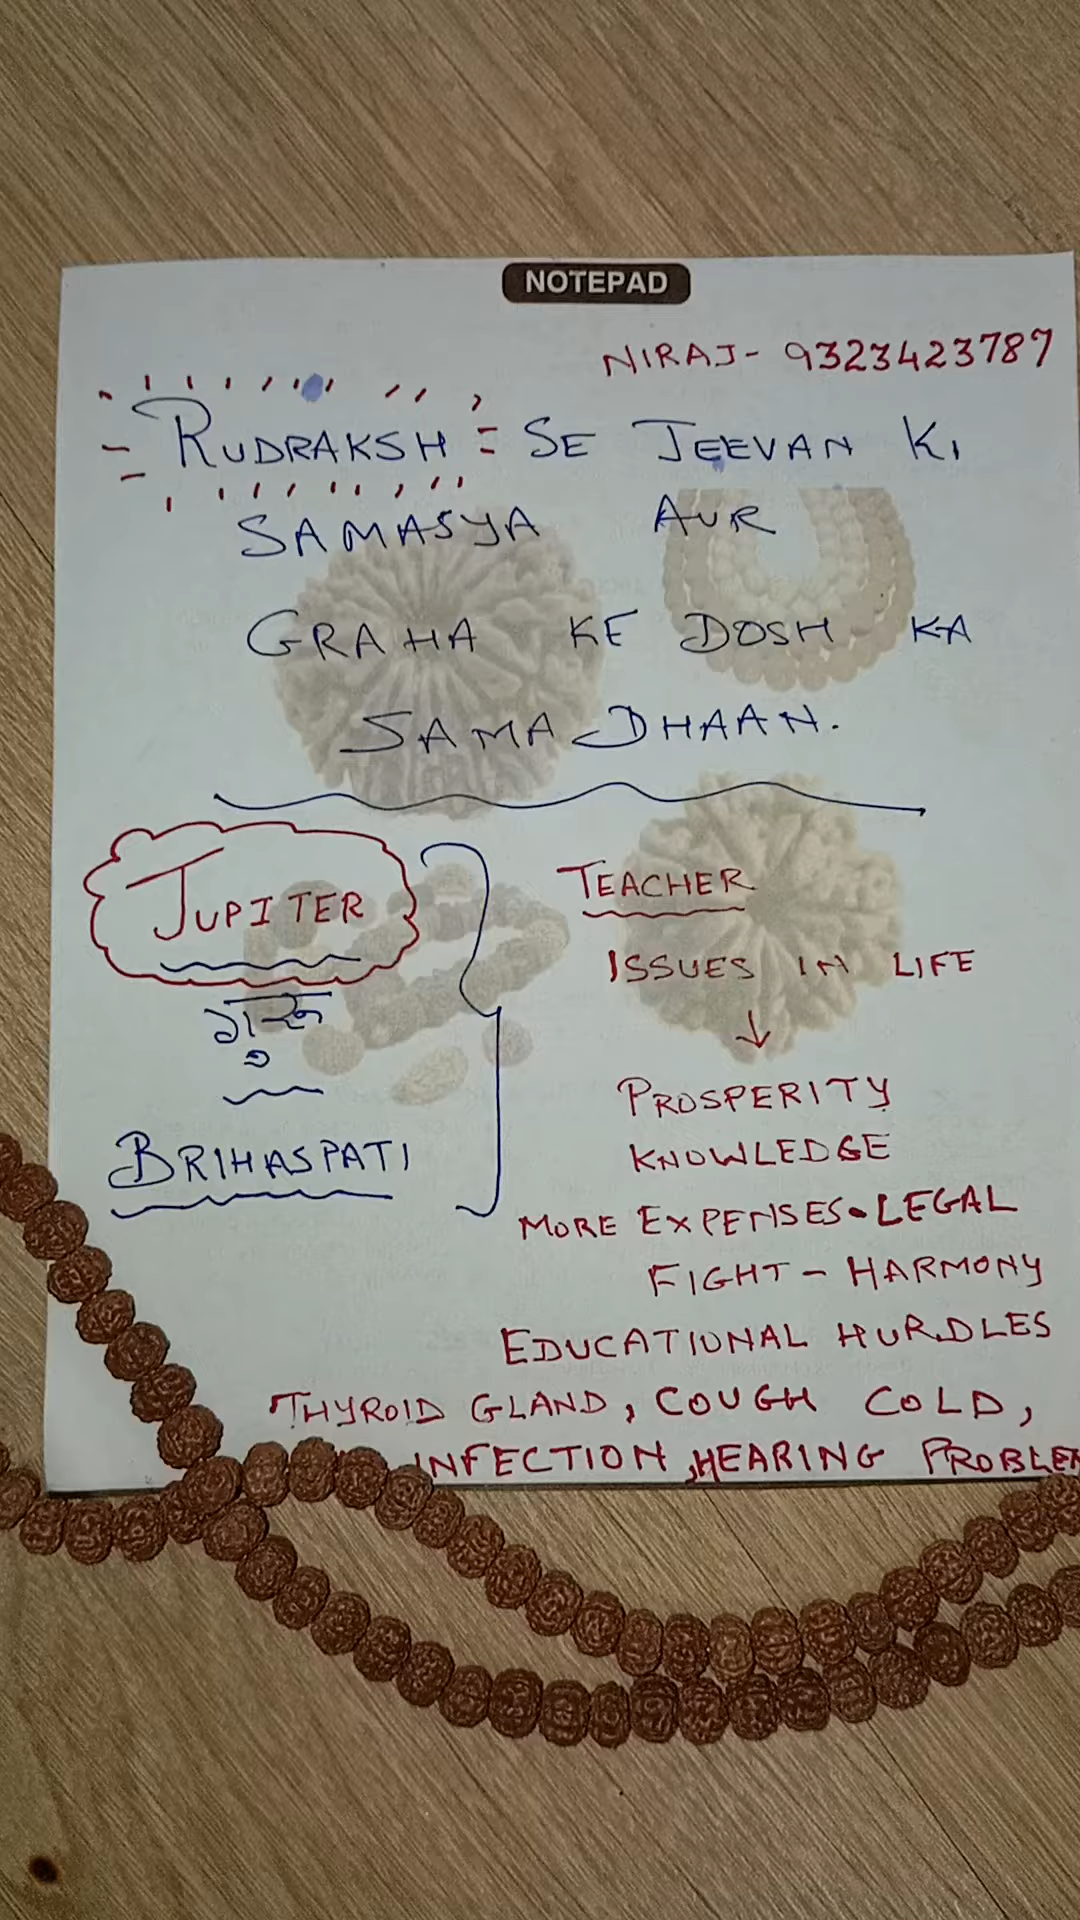 NOTEPAD
NIRAJ- 9323423787
RUDRAKSH SE JEEVAN KI
SAMASYA AUR
GRAHA KE DOSH KA
SAMADHAAN.
JUPITER
गुरू
BRIHASPATI
TEACHER
ISSUES IN LIFE
↓
PROSPERITY
KNOWLEDGE
MORE EXPENSES • LEGAL
FIGHT - HARMONY
EDUCATIONAL HURDLES
THYROID GLAND, COUGH COLD,
INFECTION, HEARING PROBLEM